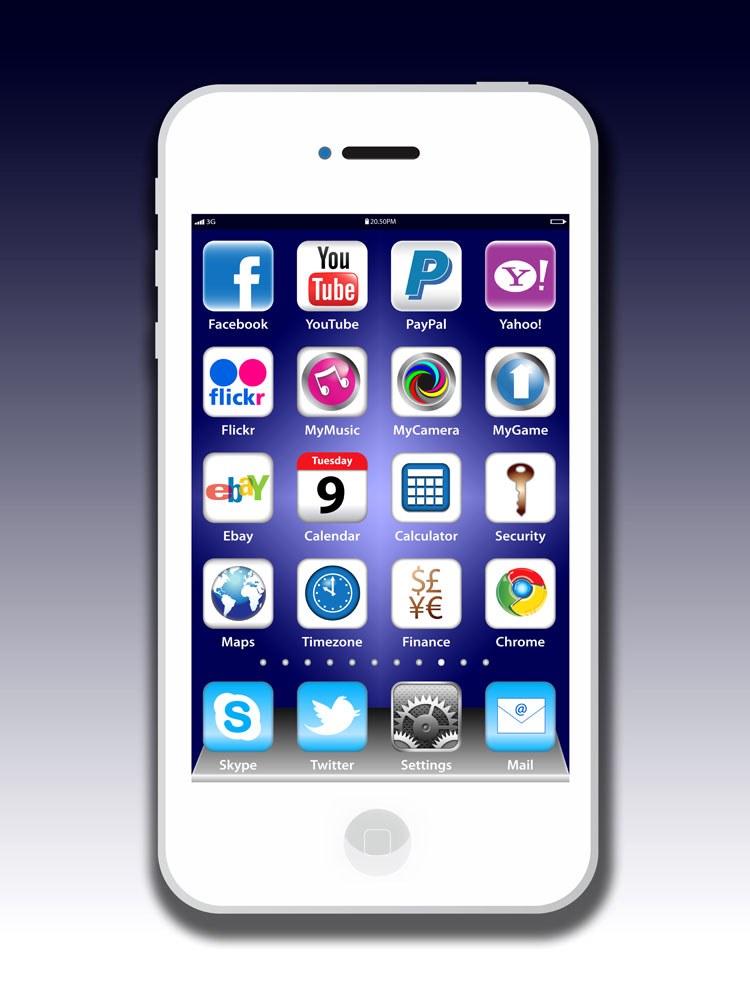 3G 20.50PM
f You Tube P Y!
Facebook YouTube PayPal Yahoo!
flickr
Flickr MyMusic MyCamera MyGame
ebaY Tuesday 9
Ebay Calendar Calculator Security
$£
¥€
Maps Timezone Finance Chrome
S @
Skype Twitter Settings Mail